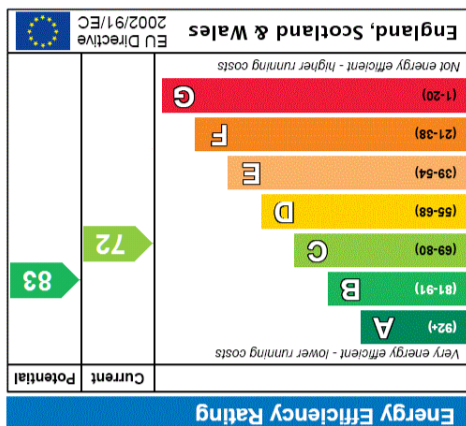 Energy Efficiency Rating
Current Potential
Very energy efficient - lower running costs
(92+) A
(81-91) B
(69-80) C
(55-68) D
(39-54) E
(21-38) F
(1-20) G
72
83
Not energy efficient - higher running costs
England, Scotland & Wales
EU Directive
2002/91/EC